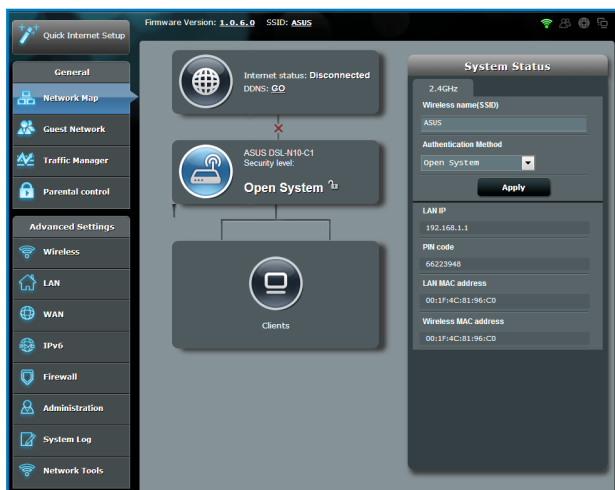 Quick Internet Setup
Firmware Version: 1.0.6.0 SSID: ASUS
General
Network Map
Guest Network
Traffic Manager
Parental control
Advanced Settings
Wireless
LAN
WAN
IPv6
Firewall
Administration
System Log
Network Tools
Internet status: Disconnected
DDNS: GO
ASUS DSL-N10-C1
Security level:
Open System
Clients
System Status
2.4GHz
Wireless name(SSID)
ASUS
Authentication Method
Open System
Apply
LAN IP
192.168.1.1
PIN code
66223948
LAN MAC address
00:1F:4C:81:96:C0
Wireless MAC address
00:1F:4C:81:96:C0